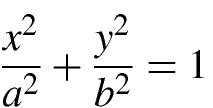 x²/a² + y²/b² = 1